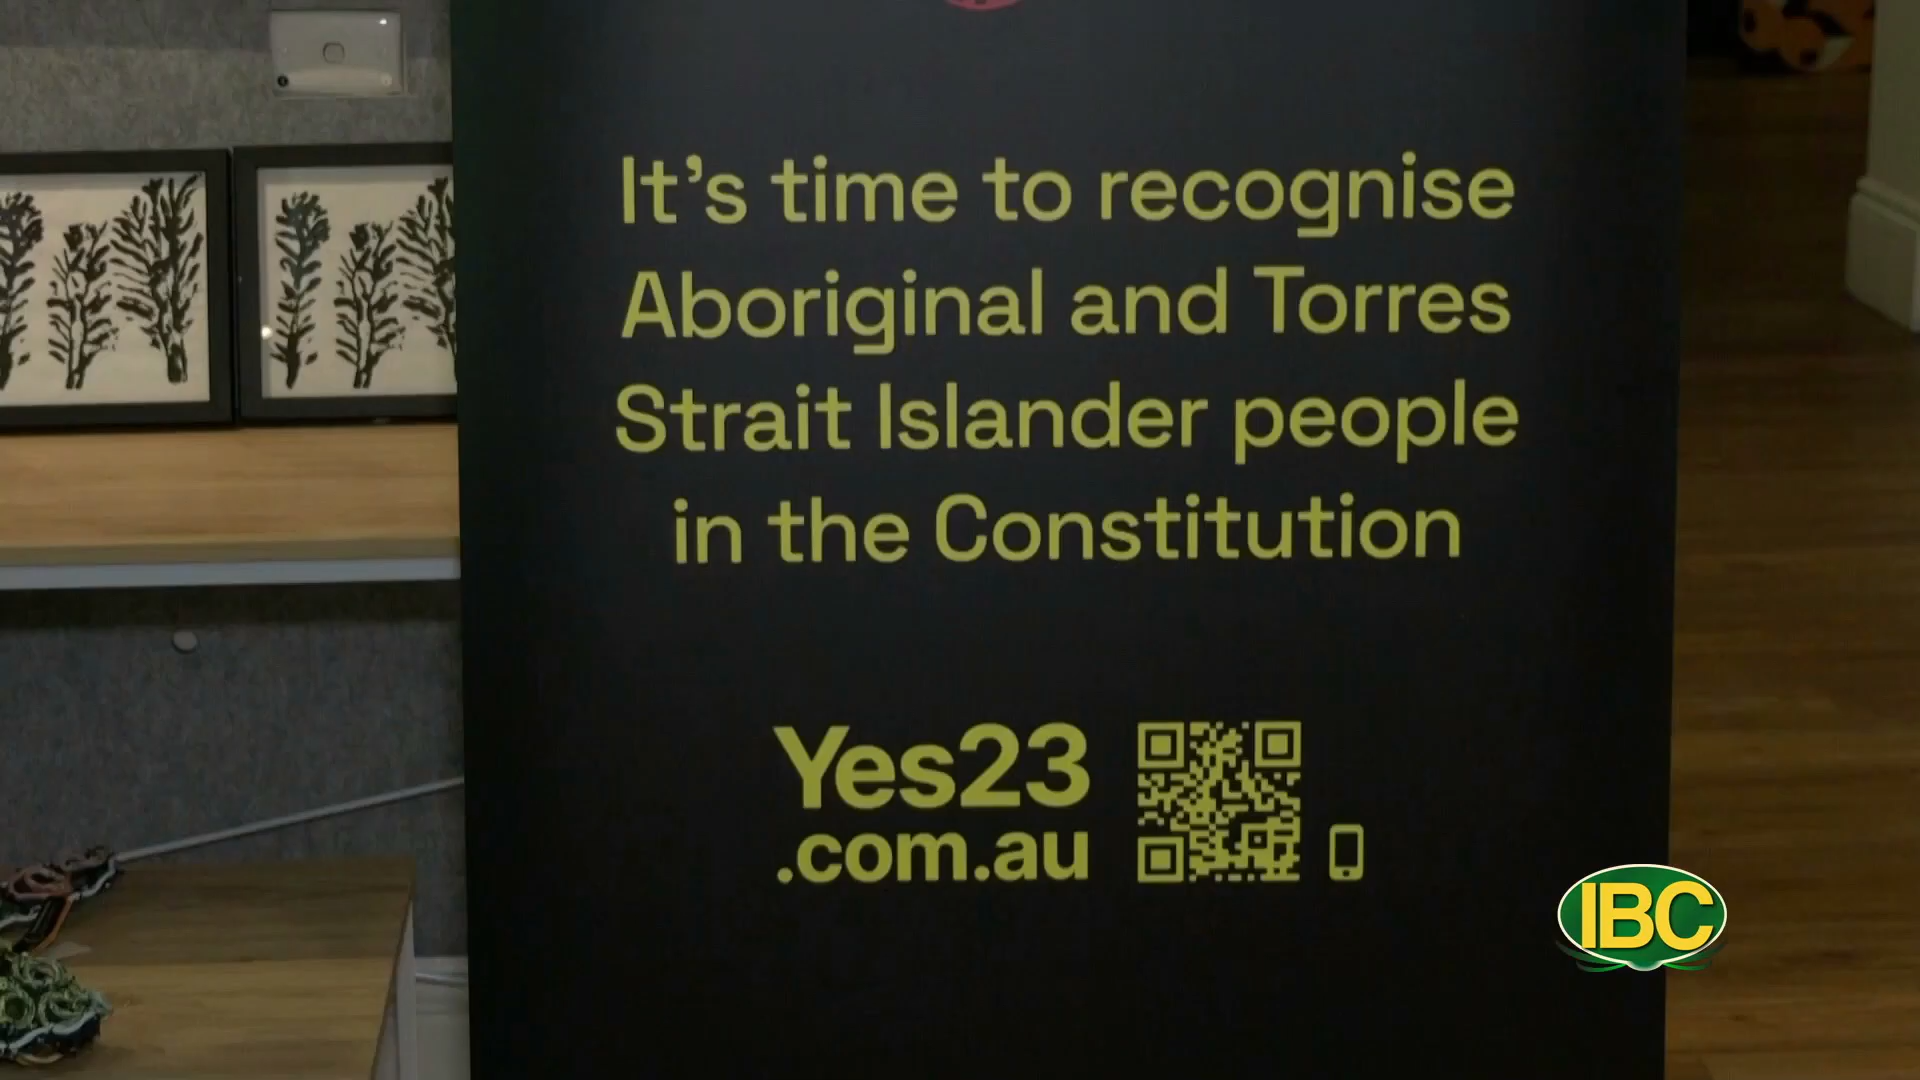 It's time to recognise
Aboriginal and Torres
Strait Islander people
in the Constitution
Yes23
.com.au
IBC